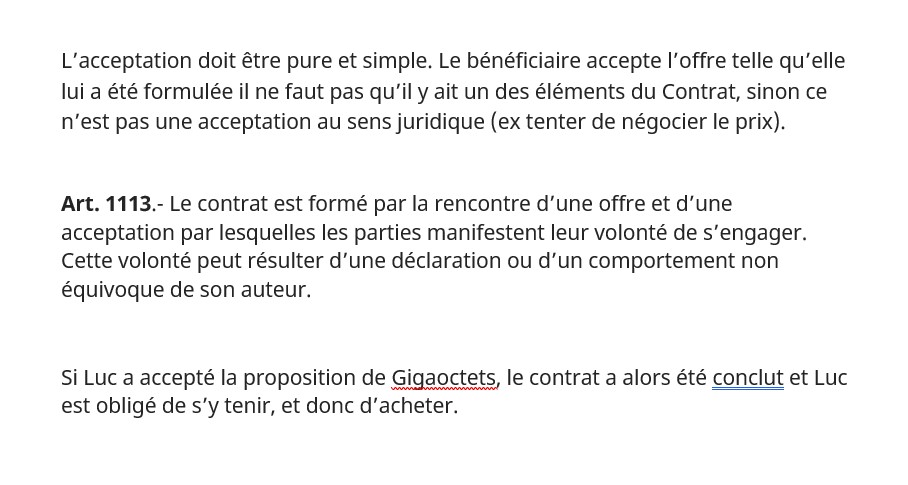 L’acceptation doit être pure et simple. Le bénéficiaire accepte l’offre telle qu’elle
lui a été formulée il ne faut pas qu’il y ait un des éléments du Contrat, sinon ce
n’est pas une acceptation au sens juridique (ex tenter de négocier le prix).
Art. 1113.- Le contrat est formé par la rencontre d’une offre et d’une
acceptation par lesquelles les parties manifestent leur volonté de s’engager.
Cette volonté peut résulter d’une déclaration ou d’un comportement non
équivoque de son auteur.
Si Luc a accepté la proposition de Gigaoctets, le contrat a alors été conclut et Luc
est obligé de s’y tenir, et donc d’acheter.